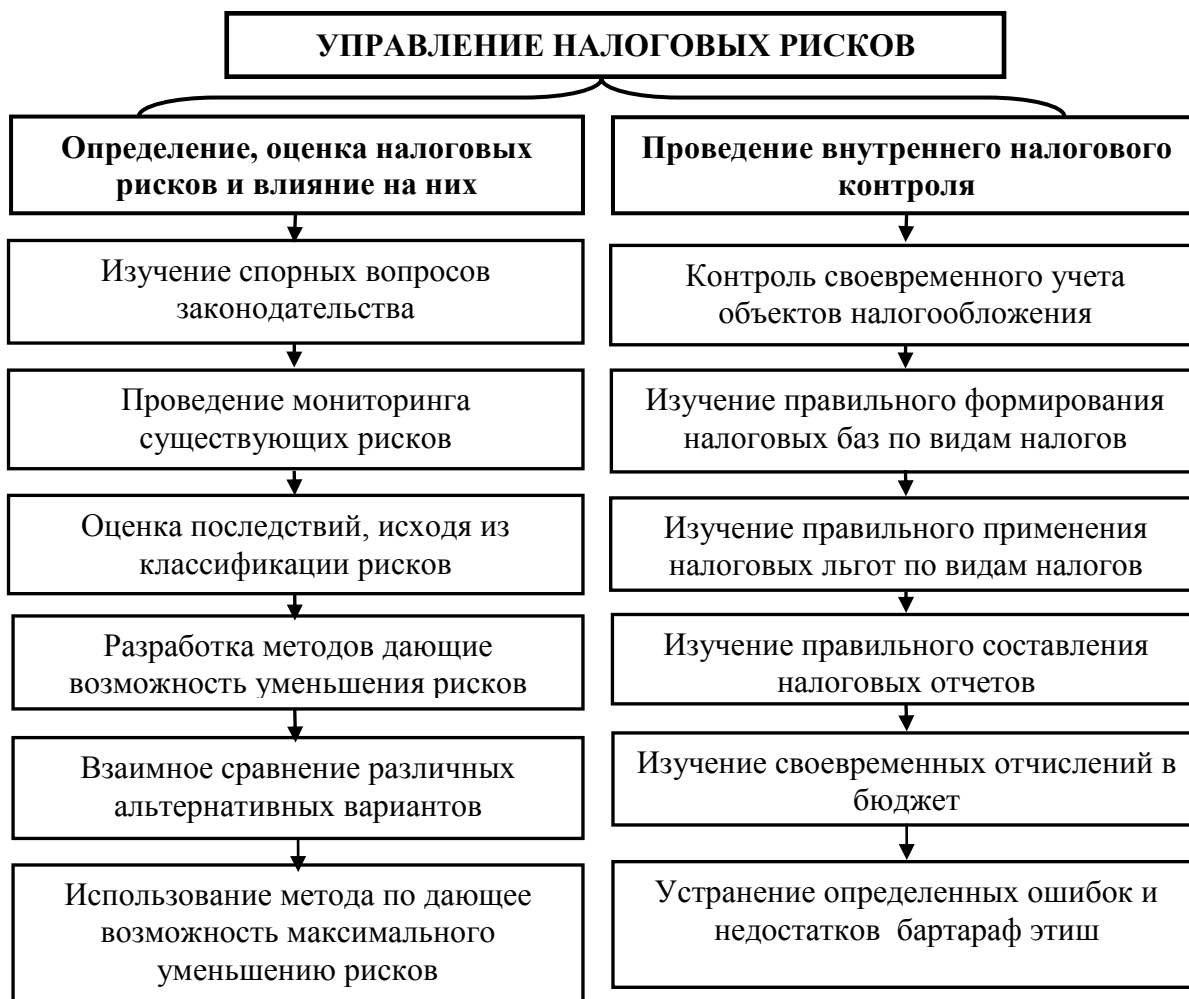 УПРАВЛЕНИЕ НАЛОГОВЫХ РИСКОВ
Определение, оценка налоговых
рисков и влияние на них
Изучение спорных вопросов
законодательства
Проведение мониторинга
существующих рисков
Оценка последствий, исходя из
классификации рисков
Разработка методов дающие
возможность уменьшения рисков
Взаимное сравнение различных
альтернативных вариантов
Использование метода по дающее
возможность максимального
уменьшению рисков
Проведение внутреннего налогового
контроля
Контроль своевременного учета
объектов налогообложения
Изучение правильного формирования
налоговых баз по видам налогов
Изучение правильного применения
налоговых льгот по видам налогов
Изучение правильного составления
налоговых отчетов
Изучение своевременных отчислений в
бюджет
Устранение определенных ошибок и
недостатков бартараф этиш